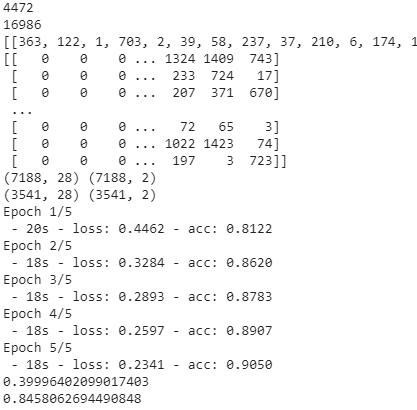 4472
16986
[[363, 122, 1, 703, 2, 39, 58, 237, 37, 210, 6, 174, 1
[[   0    0    0 ... 1324 1409  743]
 [   0    0    0 ...  233  724   17]
 [   0    0    0 ...  207  371  670]
 ...
 [   0    0    0 ...   72   65    3]
 [   0    0    0 ... 1022 1423   74]
 [   0    0    0 ...  197    3  723]]
(7188, 28) (7188, 2)
(3541, 28) (3541, 2)
Epoch 1/5
 - 20s - loss: 0.4462 - acc: 0.8122
Epoch 2/5
 - 18s - loss: 0.3284 - acc: 0.8620
Epoch 3/5
 - 18s - loss: 0.2893 - acc: 0.8783
Epoch 4/5
 - 18s - loss: 0.2597 - acc: 0.8907
Epoch 5/5
 - 18s - loss: 0.2341 - acc: 0.9050
0.39996402099017403
0.8458062694490848